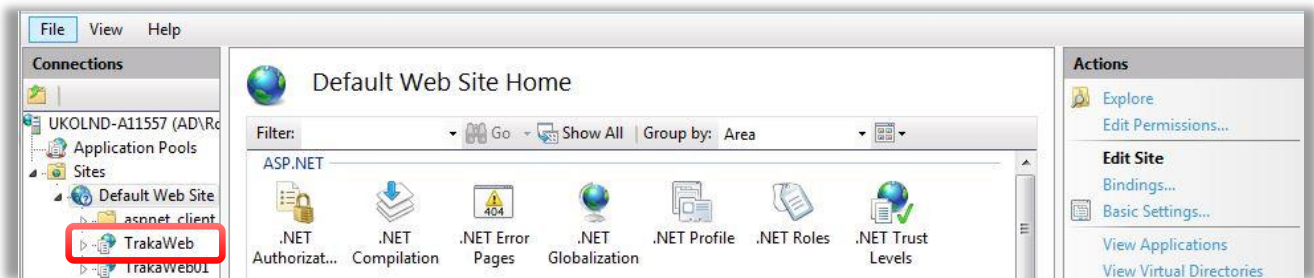 File View Help
Connections
UKOLND-A11557 (AD\Ro
Application Pools
Sites
Default Web Site
aspnet_client
TrakaWeb
TrakaWeb01
Default Web Site Home
Filter: Go Show All Group by: Area
ASP.NET
.NET Authorizat...
.NET Compilation
404
.NET Error Pages
.NET Globalization
.NET Profile
.NET Roles
.NET Trust Levels
Actions
Explore
Edit Permissions...
Edit Site
Bindings...
Basic Settings...
View Applications
View Virtual Directories